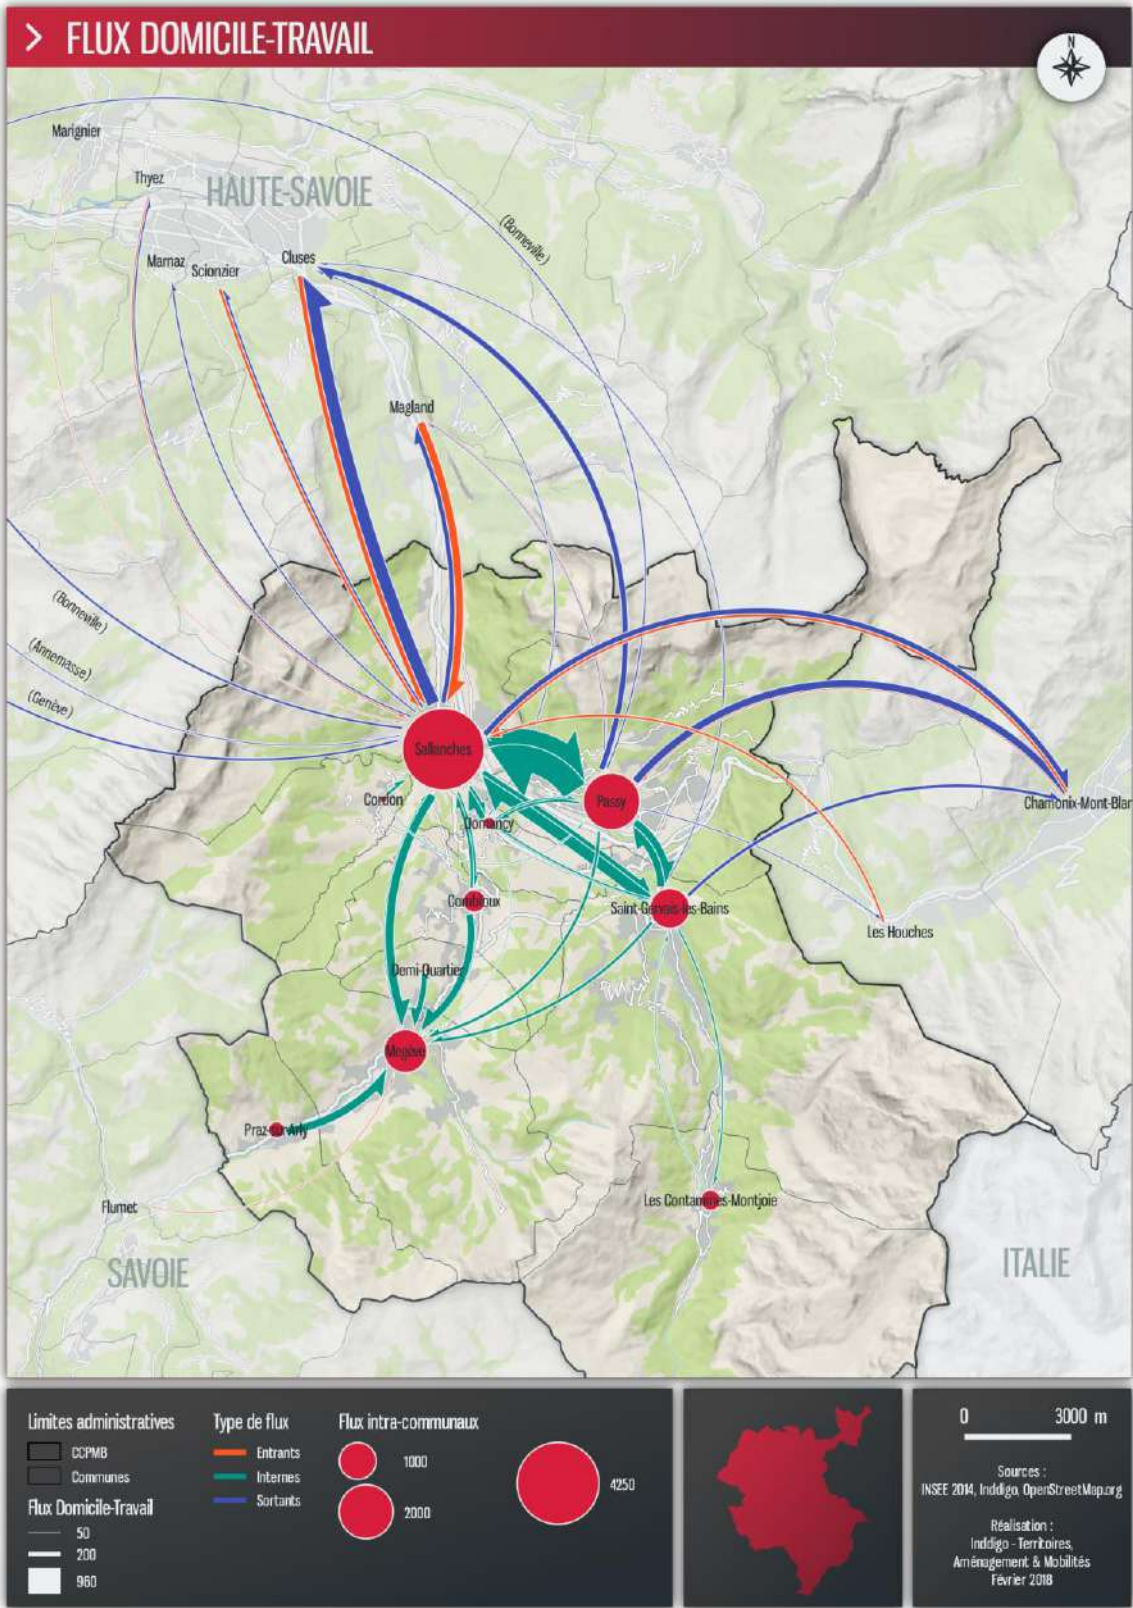 FLUX DOMICILE-TRAVAIL
N
Marignier
Thyez
HAUTE-SAVOIE
(Bonneville)
Marnaz
Scionzier
Cluses
Magland
(Bonneville)
(Annemasse)
(Genève)
Sallanches
Cordon
Domancy
Passy
Chamonix-Mont-Blan
Combloux
Saint-Gervais-les-Bains
Les Houches
Demi-Quartier
Megève
Praz-sur-Arly
Les Contamines-Montjoie
Flumet
SAVOIE
ITALIE
Limites administratives
CCPMB
Communes
Flux Domicile-Travail
50
200
960
Type de flux
Entrants
Internes
Sortants
Flux intra-communaux
1000
2000
4250
0 3000 m
Sources :
INSEE 2014, Inddigo, OpenStreetMap.org
Réalisation :
Inddigo - Territoires,
Aménagement & Mobilités
Février 2018